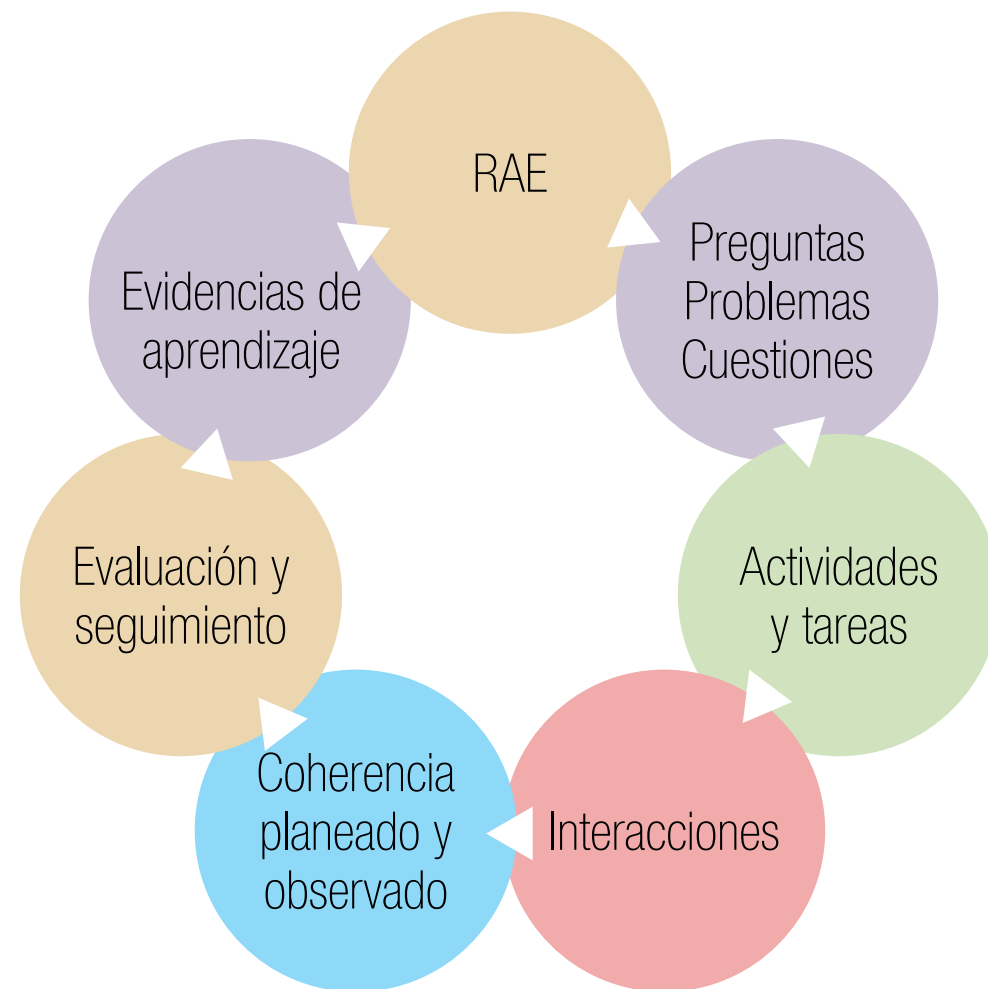 RAE
Preguntas
Problemas
Cuestiones
Actividades
y tareas
Interacciones
Coherencia
planeado y
observado
Evaluación y
seguimiento
Evidencias de
aprendizaje